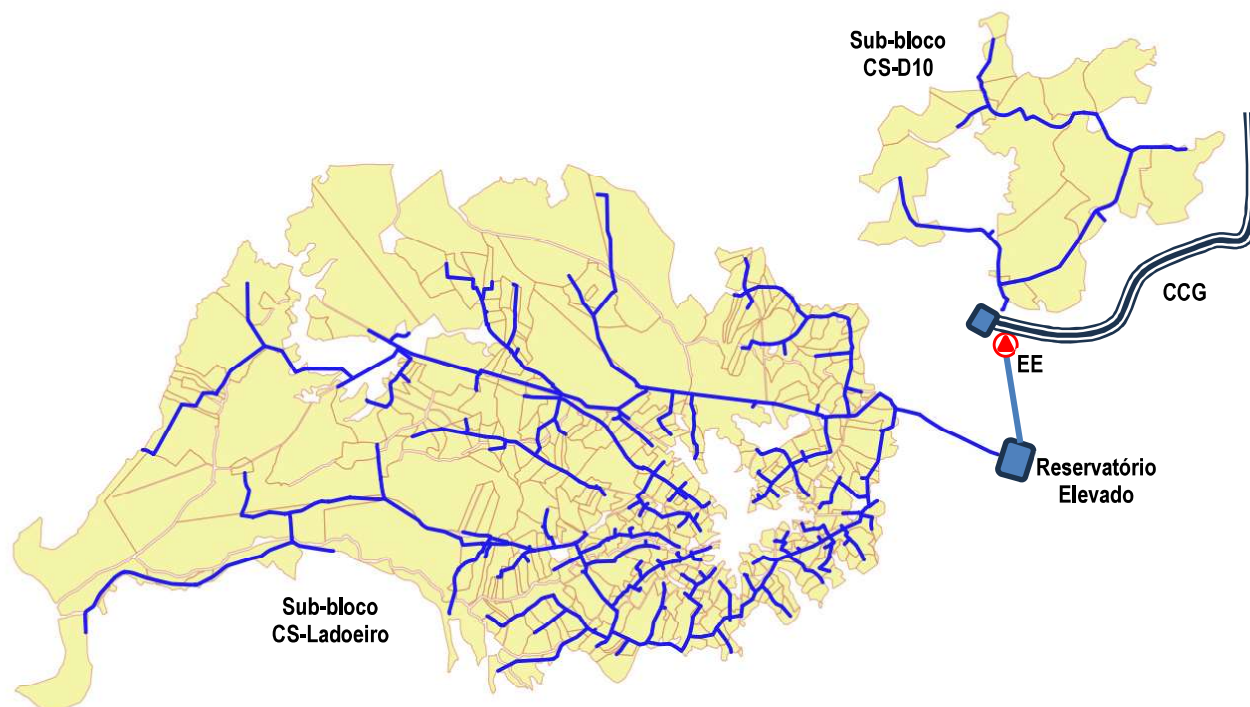 Sub-bloco
CS-D10
CCG
EE
Reservatório
Elevado
Sub-bloco
CS-Ladoeiro